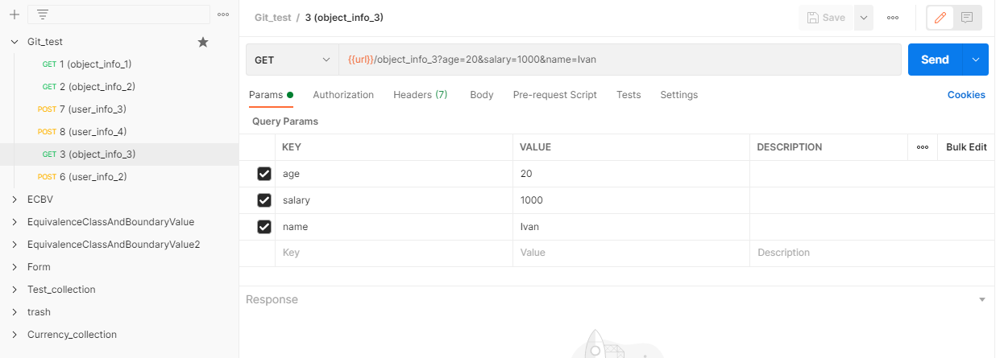 Git_test
GET 1 (object_info_1)
GET 2 (object_info_2)
POST 7 (user_info_3)
POST 8 (user_info_4)
GET 3 (object_info_3)
POST 6 (user_info_2)
ECBV
EquivalenceClassAndBoundaryValue
EquivalenceClassAndBoundaryValue2
Form
Test_collection
trash
Currency_collection
Git_test / 3 (object_info_3)
Save
GET {{url}}/object_info_3?age=20&salary=1000&name=Ivan Send
Params Authorization Headers (7) Body Pre-request Script Tests Settings Cookies
Query Params
KEY VALUE DESCRIPTION Bulk Edit
age 20
salary 1000
name Ivan
Key Value Description
Response